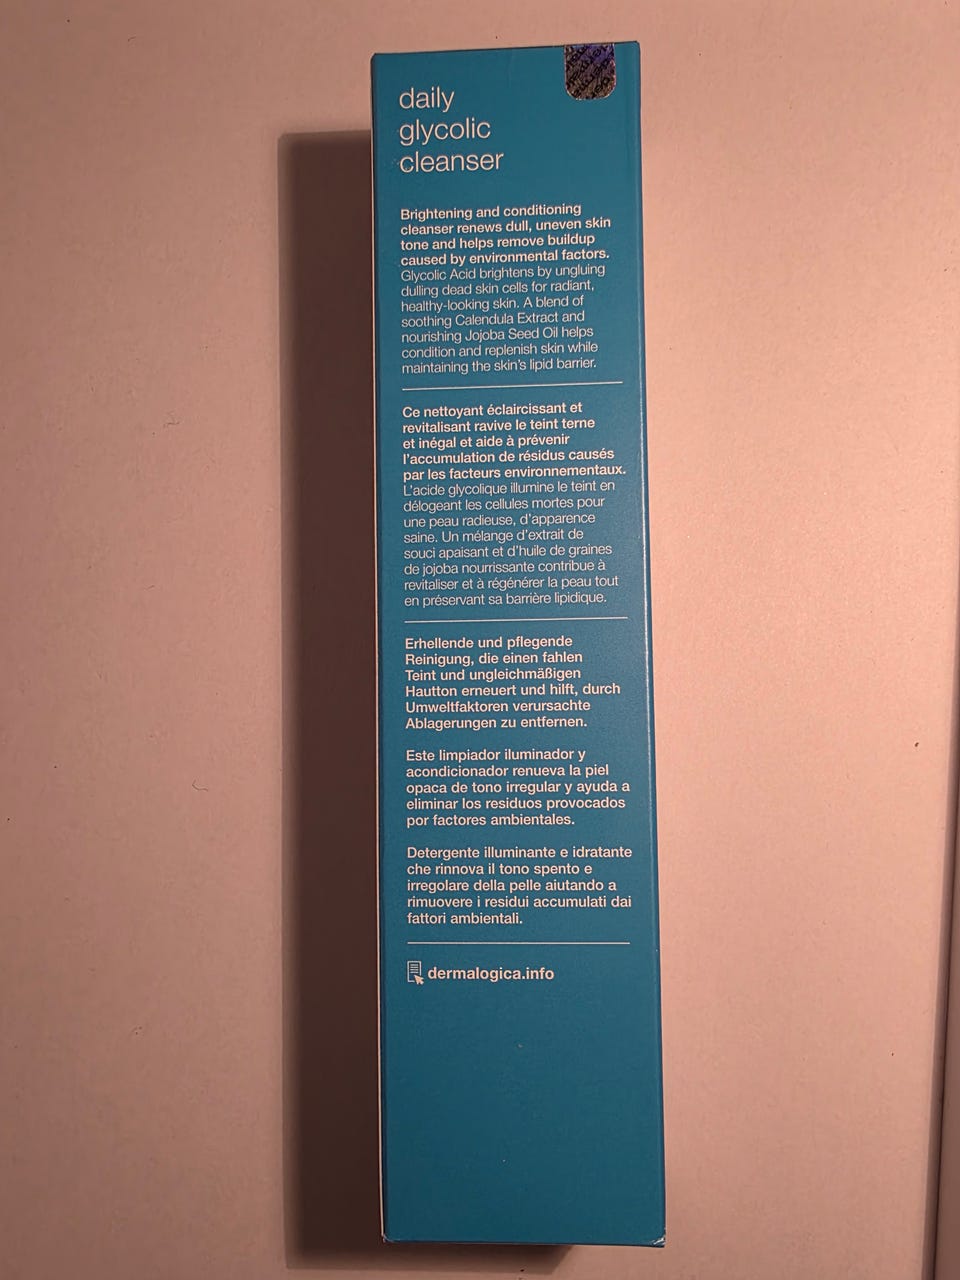 daily
glycolic
cleanser
Brightening and conditioning
cleanser renews dull, uneven skin
tone and helps remove buildup
caused by environmental factors.
Glycolic Acid brightens by ungluing
dulling dead skin cells for radiant,
healthy-looking skin. A blend of
soothing Calendula Extract and
nourishing Jojoba Seed Oil helps
condition and replenish skin while
maintaining the skin's lipid barrier.
Ce nettoyant éclaircissant et
revitalisant ravive le teint terne
et inégal et aide à prévenir
l'accumulation de résidus causés
par les facteurs environnementaux.
L'acide glycolique illumine le teint en
délogeant les cellules mortes pour
une peau radieuse, d'apparence
saine. Un mélange d'extrait de
souci apaisant et d'huile de graines
de jojoba nourrissante contribue à
revitaliser et à régénérer la peau tout
en préservant sa barrière lipidique.
Erhellende und pflegende
Reinigung, die einen fahlen
Teint und ungleichmäßigen
Hautton erneuert und hilft, durch
Umweltfaktoren verursachte
Ablagerungen zu entfernen.
Este limpiador iluminador y
acondicionador renueva la piel
opaca de tono irregular y ayuda a
eliminar los residuos provocados
por factores ambientales.
Detergente illuminante e idratante
che rinnova il tono spento e
irregolare della pelle aiutando a
rimuovere i residui accumulati dai
fattori ambientali.
dermalogica.info